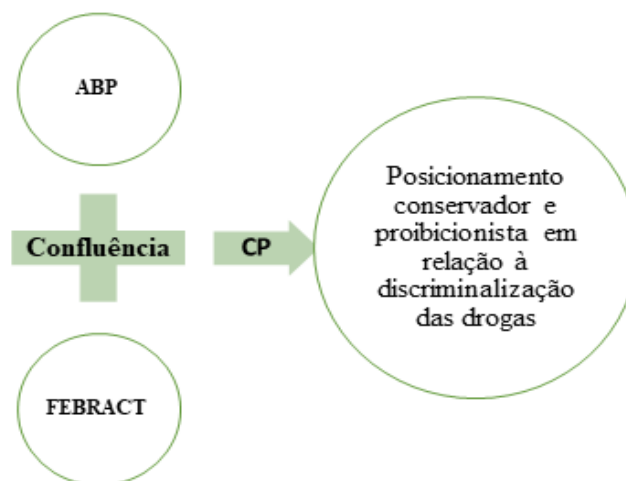 ABP
Confluência
CP
FEBRACT
Posicionamento
conservador e
proibicionista em
relação à
discriminalização
das drogas